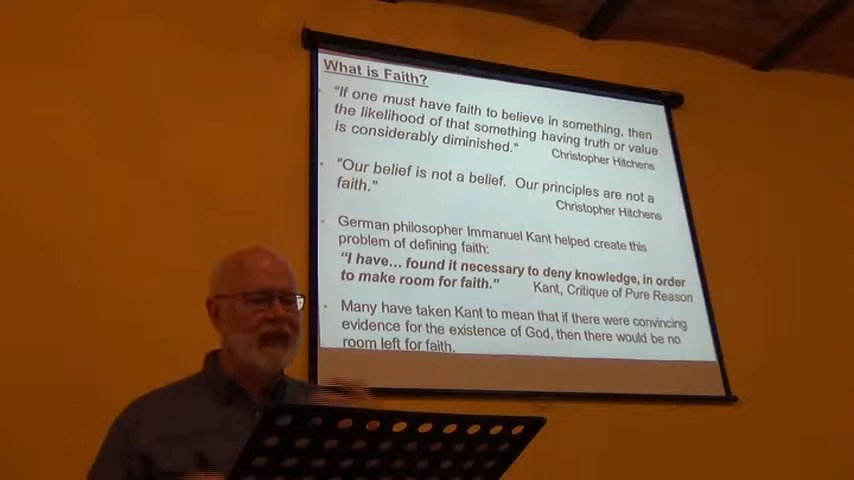 What is Faith?
• "If one must have faith to believe in something, then
the likelihood of that something having truth or value
is considerably diminished."  Christopher Hitchens
• "Our belief is not a belief.  Our principles are not a
faith."  Christopher Hitchens
• German philosopher Immanuel Kant helped create this
problem of defining faith:
"I have… found it necessary to deny knowledge, in order
to make room for faith."  Kant, Critique of Pure Reason
• Many have taken Kant to mean that if there were convincing
evidence for the existence of God, then there would be no
room left for faith.